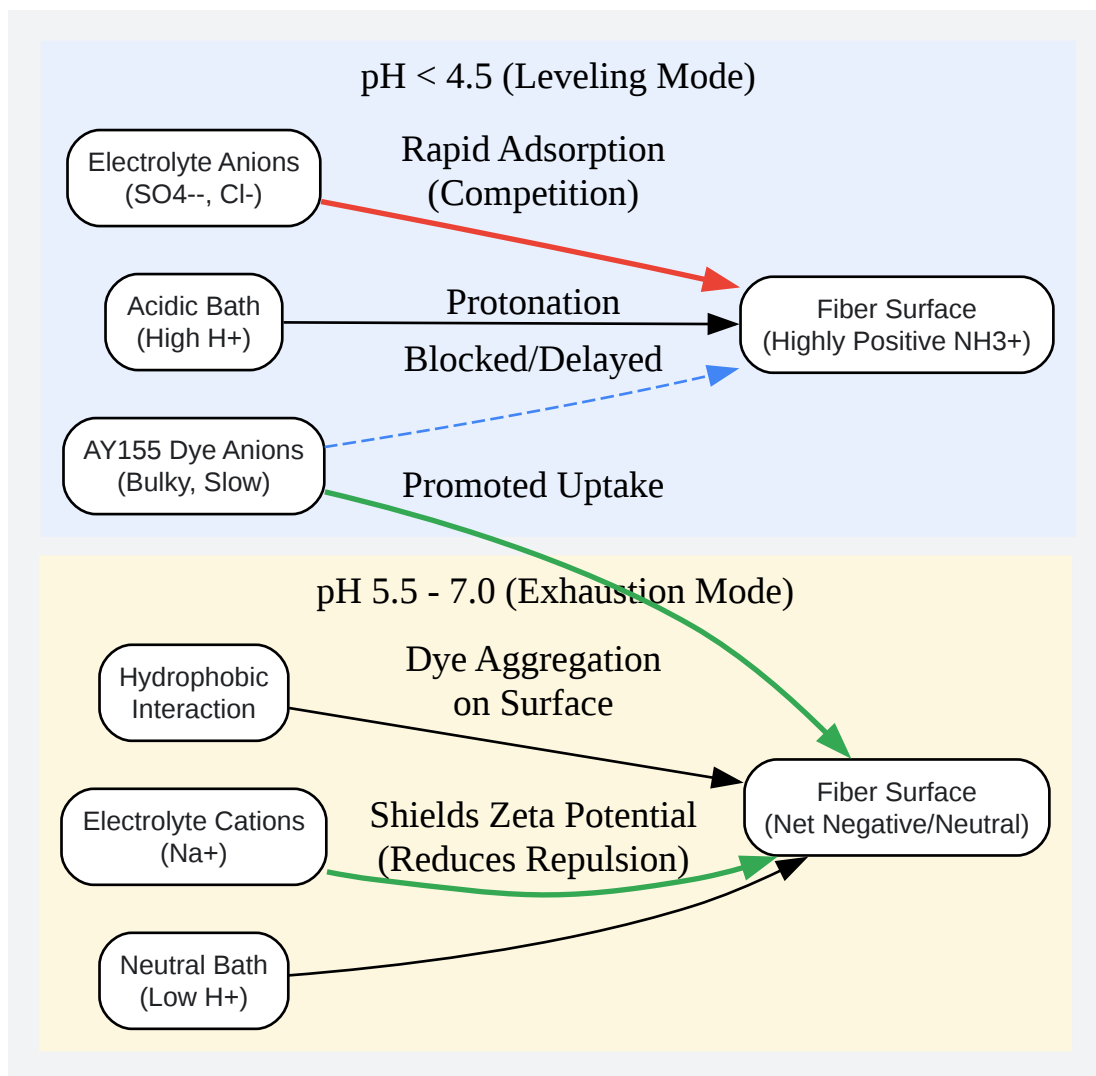 pH < 4.5 (Leveling Mode)
Electrolyte Anions
(SO4--, Cl-)
Rapid Adsorption
(Competition)
Acidic Bath
(High H+)
Protonation
Fiber Surface
(Highly Positive NH3+)
Blocked/Delayed
AY155 Dye Anions
(Bulky, Slow)
Promoted Uptake
pH 5.5 - 7.0 (Exhaustion Mode)
Hydrophobic
Interaction
Dye Aggregation
on Surface
Electrolyte Cations
(Na+)
Shields Zeta Potential
(Reduces Repulsion)
Fiber Surface
(Net Negative/Neutral)
Neutral Bath
(Low H+)